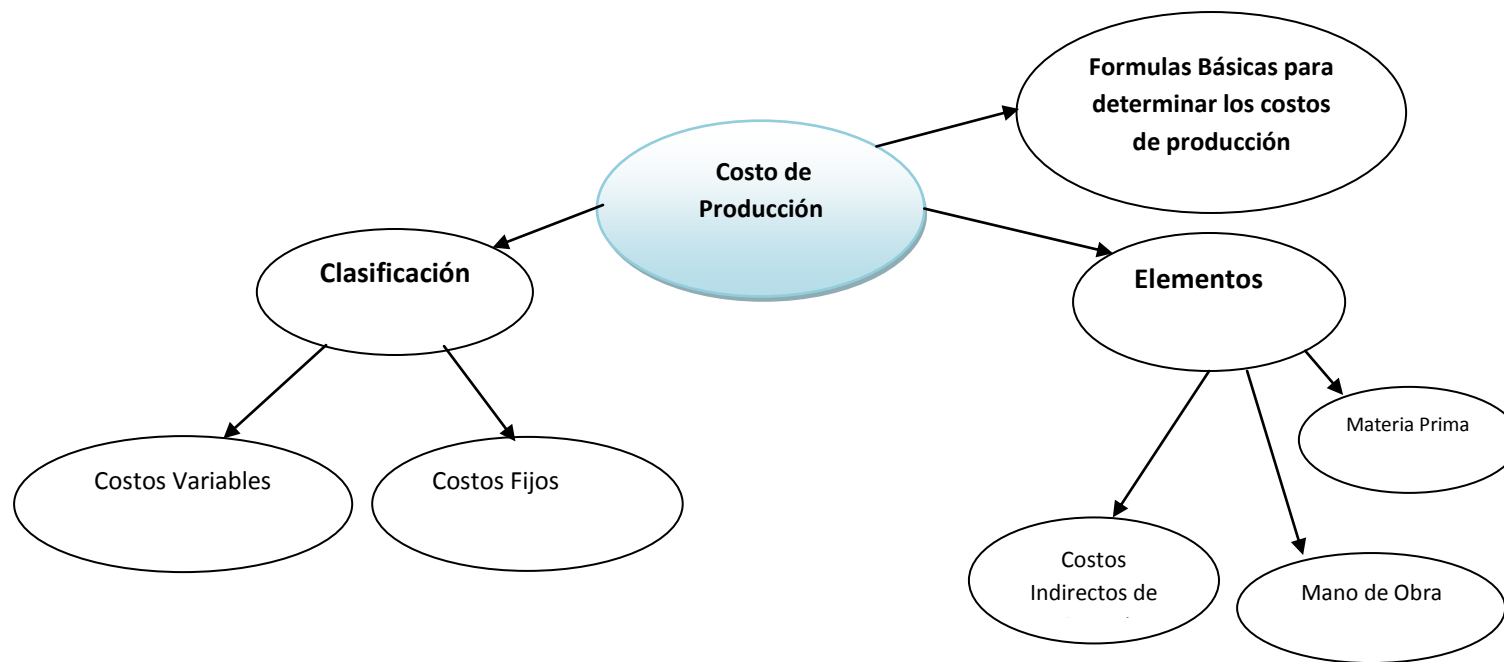 Formulas Básicas para
determinar los costos
de producción
Costo de
Producción
Clasificación
Elementos
Costos Variables
Costos Fijos
Materia Prima
Costos
Indirectos de
Mano de Obra